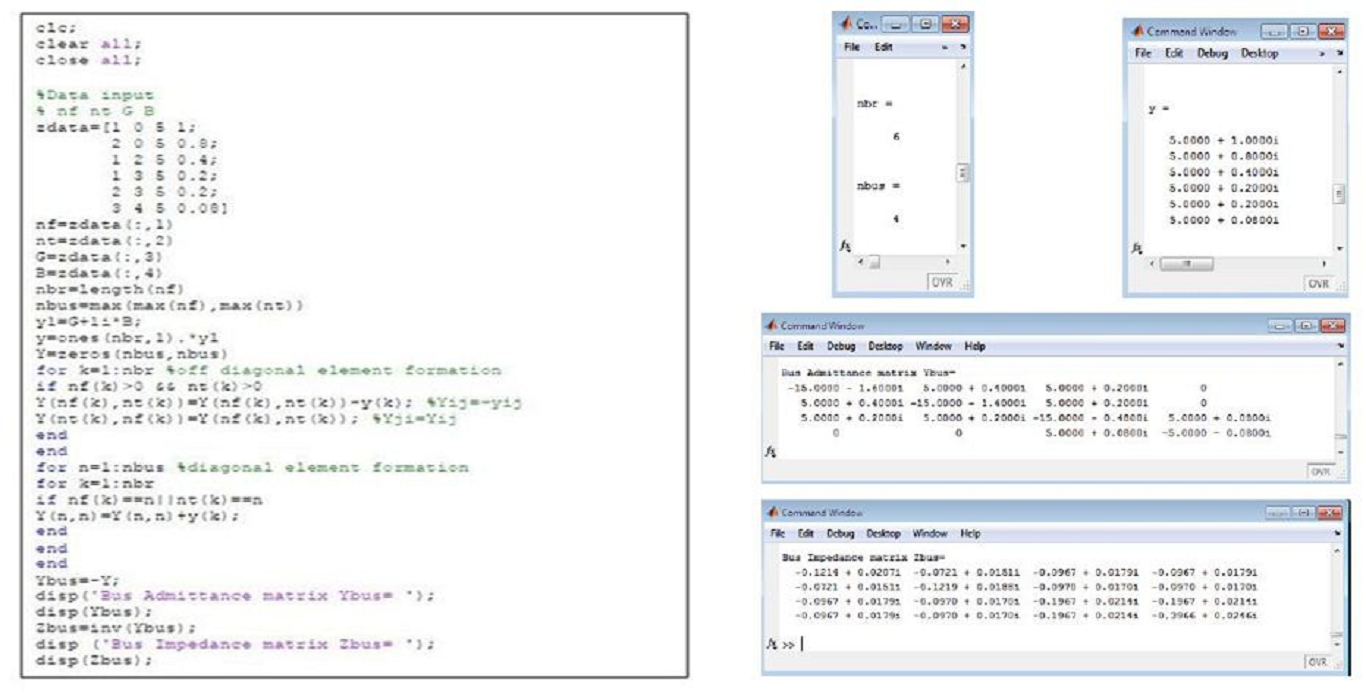 clc;
clear all;
close all;
%Data input
% nf nt G B
zdata=[1 0 5 1;
2 0 5 0.8;
1 2 5 0.4;
1 3 5 0.2;
2 3 5 0.2;
3 4 5 0.08]
nf=zdata(:,1)
nt=zdata(:,2)
G=zdata(:,3)
B=zdata(:,4)
nbr=length(nf)
nbus=max(max(nf),max(nt))
y1=G+1i*B;
y=ones(nbr,1).*y1
Y=zeros(nbus,nbus)
for k=1:nbr %off diagonal element formation
if nf(k)>0 && nt(k)>0
Y(nf(k),nt(k))=Y(nf(k),nt(k))-y(k); %Yij=-yij
Y(nt(k),nf(k))=Y(nf(k),nt(k)); %Yji=Yij
end
end
for n=1:nbus %diagonal element formation
for k=1:nbr
if nf(k)==n||nt(k)==n
Y(n,n)=Y(n,n)+y(k);
end
end
end
Ybus=-Y;
disp('Bus Admittance matrix Ybus= ');
disp(Ybus);
Zbus=inv(Ybus);
disp ('Bus Impedance matrix Zbus= ');
disp(Zbus);
Co...
File Edit
nbr =
6
nbus =
4
fx
OVR
Command Window
File Edit Debug Desktop
y =
5.0000 + 1.0000i
5.0000 + 0.8000i
5.0000 + 0.4000i
5.0000 + 0.2000i
5.0000 + 0.2000i
5.0000 + 0.0800i
fx
OVR
Command Window
File Edit Debug Desktop Window Help
Bus Admittance matrix Ybus=
-15.0000 - 1.6000i 5.0000 + 0.4000i 5.0000 + 0.2000i 0
5.0000 + 0.4000i -15.0000 - 1.4000i 5.0000 + 0.2000i 0
5.0000 + 0.2000i 5.0000 + 0.2000i -15.0000 - 0.4800i 5.0000 + 0.0800i
0 0 5.0000 + 0.0800i -5.0000 - 0.0800i
fx
OVR
Command Window
File Edit Debug Desktop Window Help
Bus Impedance matrix Zbus=
-0.1214 + 0.0207i -0.0721 + 0.0181i -0.0967 + 0.0179i -0.0967 + 0.0179i
-0.0721 + 0.0181i -0.1219 + 0.0188i -0.0970 + 0.0170i -0.0970 + 0.0170i
-0.0967 + 0.0179i -0.0970 + 0.0170i -0.1967 + 0.0214i -0.1967 + 0.0214i
-0.0967 + 0.0179i -0.0970 + 0.0170i -0.1967 + 0.0214i -0.3966 + 0.0246i
fx >>
OVR